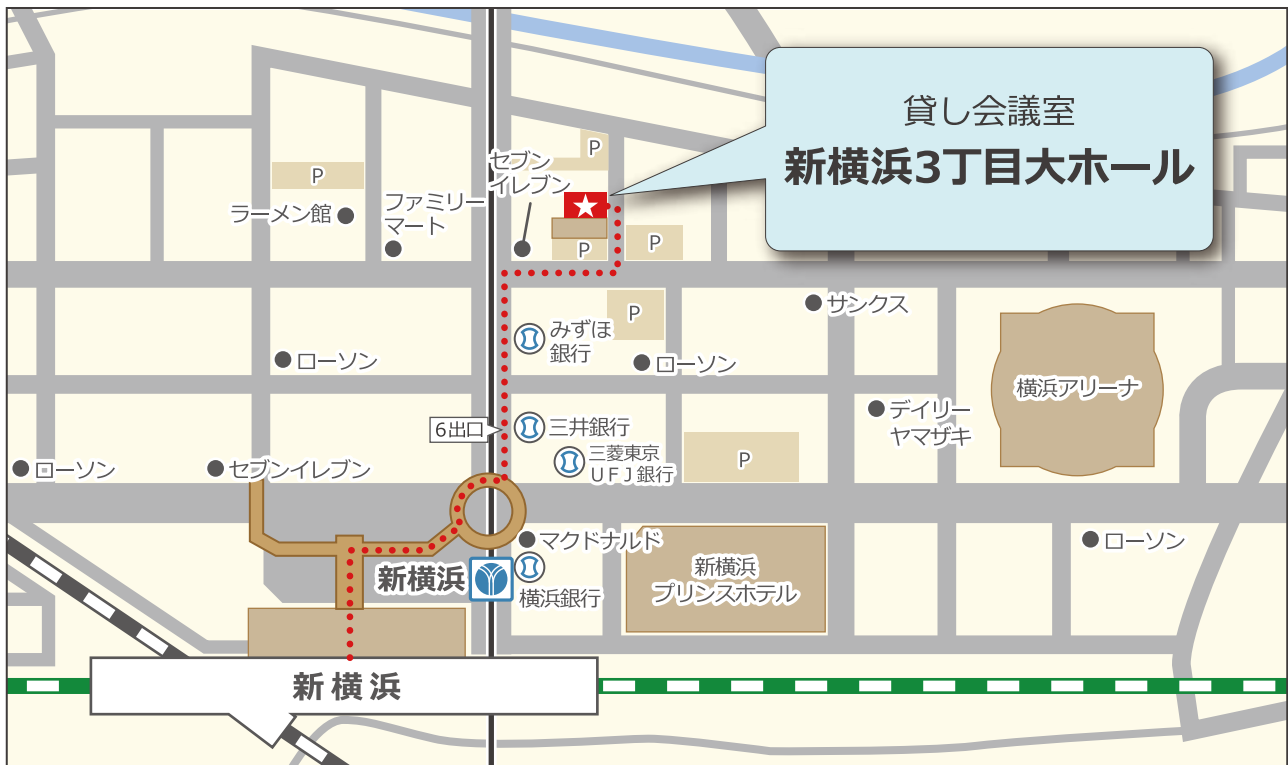 貸し会議室
新横浜3丁目大ホール
P
セブン
イレブン
P
ラーメン館
ファミリー
マート
P
P
P
サンクス
みずほ
銀行
ローソン
ローソン
横浜アリーナ
デイリー
ヤマザキ
6出口
三井銀行
三菱東京
UFJ銀行
P
ローソン
セブンイレブン
マクドナルド
ローソン
新横浜
プリンスホテル
新横浜
横浜銀行
新横浜